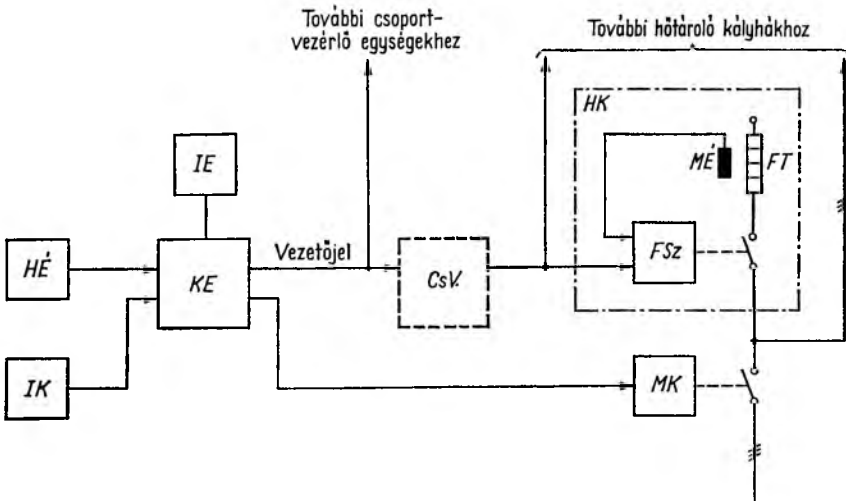 További csoport-
vezérlő egységekhez
További hőtároló kályhákhoz
HK
IE
MÉ
FT
HÉ
KE
Vezetőjel
CsV.
FSz
IK
MK